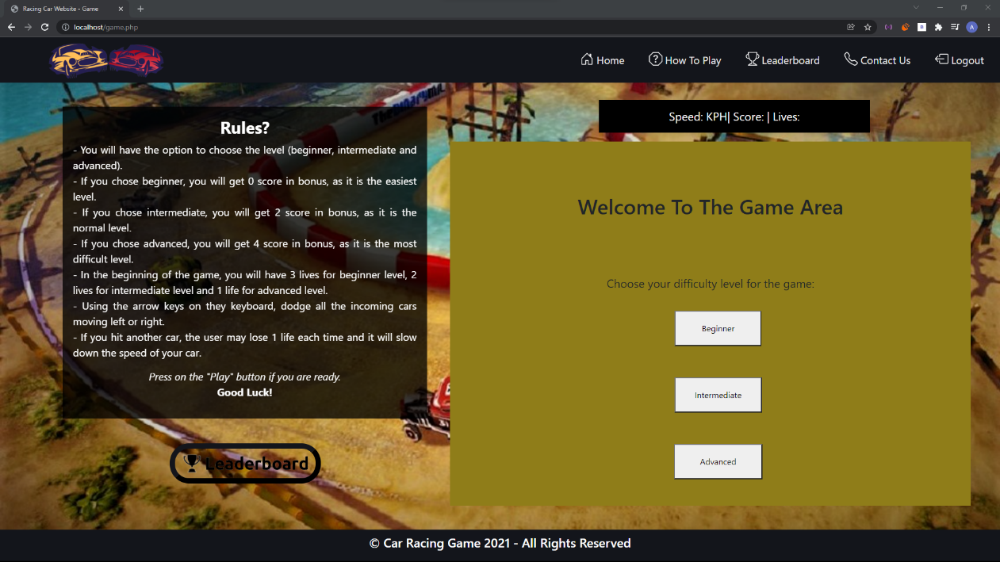 Racing Car Website - Game
localhost/game.php
A
Home
How To Play
Leaderboard
Contact Us
Logout
Rules?
- You will have the option to choose the level (beginner, intermediate and
advanced).
- If you chose beginner, you will get 0 score in bonus, as it is the easiest
level.
- If you chose intermediate, you will get 2 score in bonus, as it is the
normal level.
- If you chose advanced, you will get 4 score in bonus, as it is the most
difficult level.
- In the beginning of the game, you will have 3 lives for beginner level, 2
lives for intermediate level and 1 life for advanced level.
- Using the arrow keys on they keyboard, dodge all the incoming cars
moving left or right.
- If you hit another car, the user may lose 1 life each time and it will slow
down the speed of your car.
Press on the "Play" button if you are ready.
Good Luck!
Leaderboard
Speed: KPH| Score: | Lives:
Welcome To The Game Area
Choose your difficulty level for the game:
Beginner
Intermediate
Advanced
© Car Racing Game 2021 - All Rights Reserved